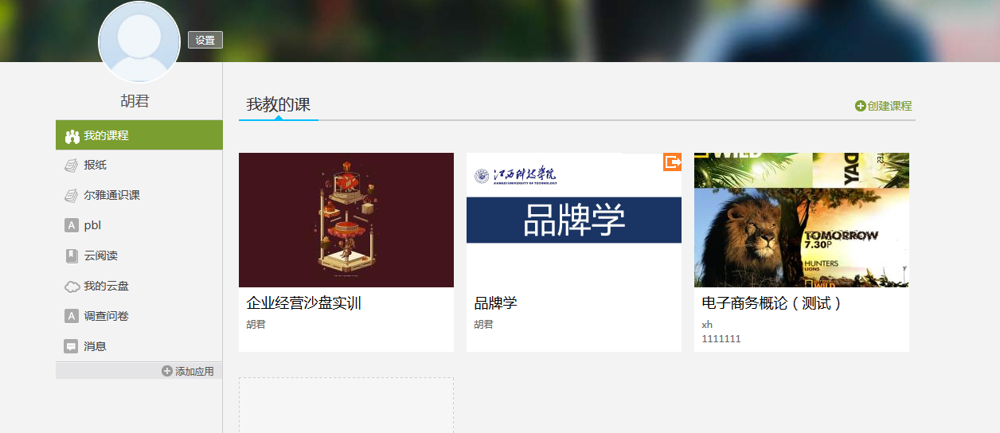 设置
胡君
我的课程
报纸
尔雅通识课
A pbl
云阅读
我的云盘
A 调查问卷
消息
添加应用
我教的课
创建课程
江西科技学院
JIANGXI UNIVERSITY OF TECHNOLOGY
品牌学
WILD
YAD
TOMORROW
7.30P
HUNTERS
LIONS
WILD
企业经营沙盘实训
胡君
品牌学
胡君
电子商务概论（测试）
xh
1111111